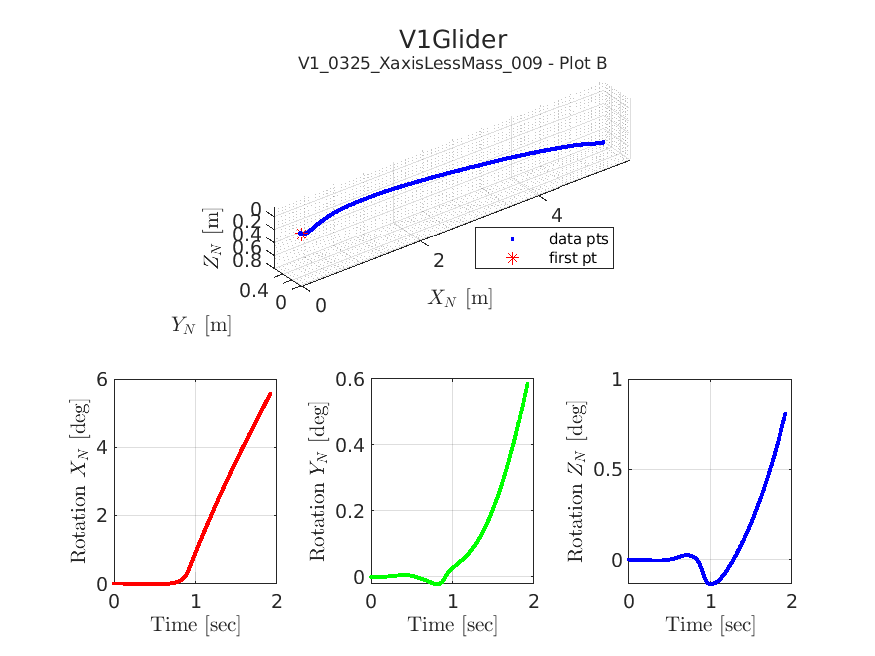 V1Glider
V1_0325_XaxisLessMass_009 - Plot B
0
0.2
0.4
0.6
0.8
Z_N [m]
0.4
0
Y_N [m]
0
2
4
X_N [m]
data pts
first pt
6
4
2
0
Rotation X_N [deg]
0 1 2
Time [sec]
0.6
0.4
0.2
0
Rotation Y_N [deg]
0 1 2
Time [sec]
1
0.5
0
Rotation Z_N [deg]
0 1 2
Time [sec]